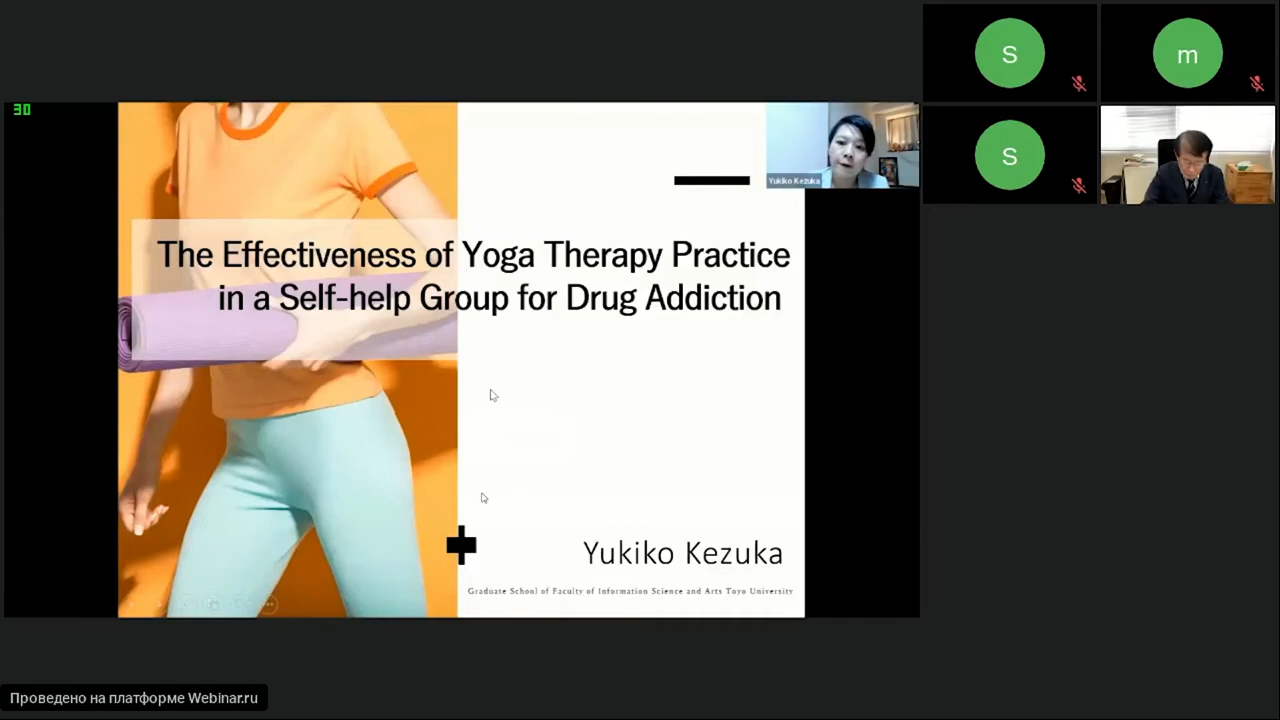 S
m
30
Yukiko Kezuka
S
The Effectiveness of Yoga Therapy Practice
in a Self-help Group for Drug Addiction
Yukiko Kezuka
Graduate School of Faculty of Information Science and Arts Toyo University
Проведено на платформе Webinar.ru